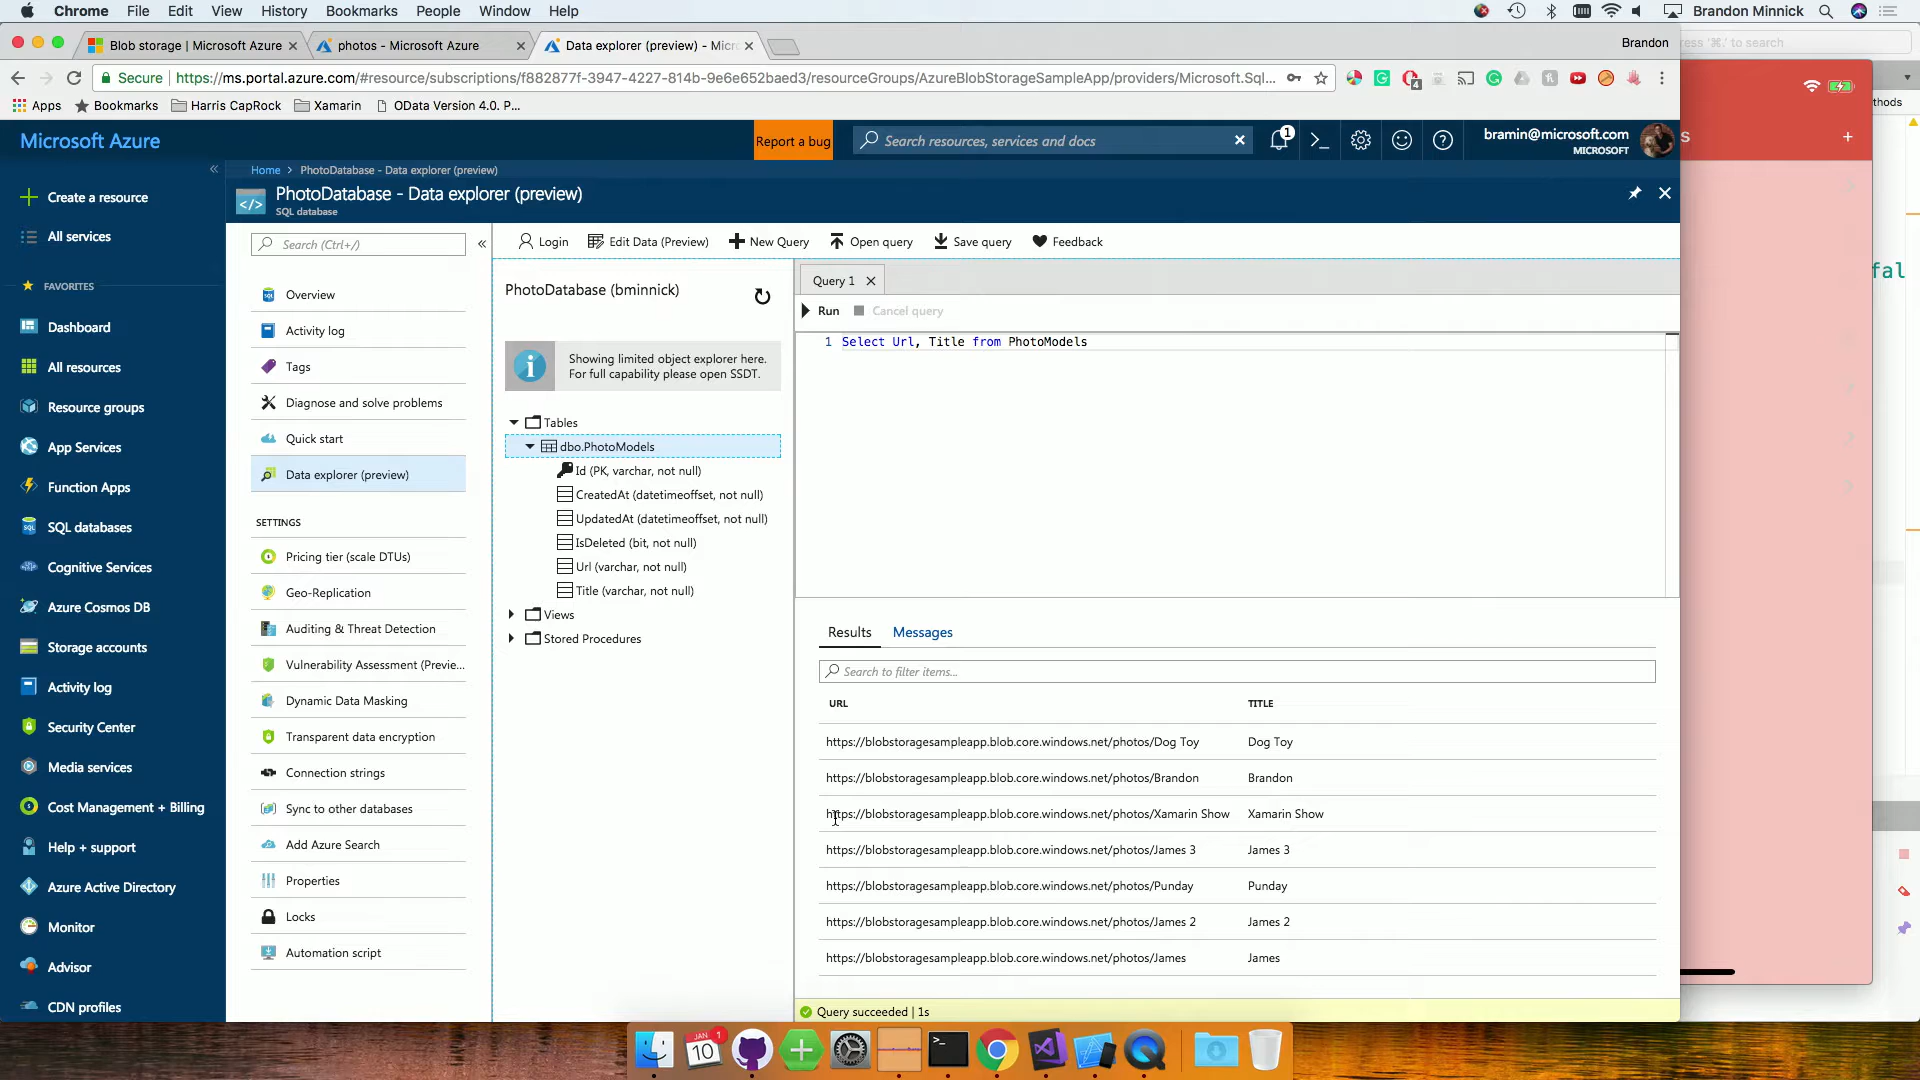 Chrome File Edit View History Bookmarks People Window Help Brandon Minnick
Blob storage | Microsoft Azure
photos - Microsoft Azure
Data explorer (preview) - Micr
Brandon
Secure https://ms.portal.azure.com/#resource/subscriptions/f882877f-3947-4227-814b-9e6e652baed3/resourceGroups/AzureBlobStorageSampleApp/providers/Microsoft.Sql...
Apps Bookmarks Harris CapRock Xamarin OData Version 4.0. P...
Microsoft Azure
Report a bug
Search resources, services and docs
1
bramin@microsoft.com
MICROSOFT
Home > PhotoDatabase - Data explorer (preview)
PhotoDatabase - Data explorer (preview)
SQL database
Create a resource
All services
FAVORITES
Dashboard
All resources
Resource groups
App Services
Function Apps
SQL databases
Cognitive Services
Azure Cosmos DB
Storage accounts
Activity log
Security Center
Media services
Cost Management + Billing
Help + support
Azure Active Directory
Monitor
Advisor
CDN profiles
Search (Ctrl+/)
Overview
Activity log
Tags
Diagnose and solve problems
Quick start
Data explorer (preview)
SETTINGS
Pricing tier (scale DTUs)
Geo-Replication
Auditing & Threat Detection
Vulnerability Assessment (Previe...
Dynamic Data Masking
Transparent data encryption
Connection strings
Sync to other databases
Add Azure Search
Properties
Locks
Automation script
Login Edit Data (Preview) New Query Open query Save query Feedback
PhotoDatabase (bminnick)
Showing limited object explorer here.
For full capability please open SSDT.
Tables
dbo.PhotoModels
Id (PK, varchar, not null)
CreatedAt (datetimeoffset, not null)
UpdatedAt (datetimeoffset, not null)
IsDeleted (bit, not null)
Url (varchar, not null)
Title (varchar, not null)
Views
Stored Procedures
Query 1
Run Cancel query
1 Select Url, Title from PhotoModels
Results Messages
Search to filter items...
URL TITLE
https://blobstoragesampleapp.blob.core.windows.net/photos/Dog Toy Dog Toy
https://blobstoragesampleapp.blob.core.windows.net/photos/Brandon Brandon
https://blobstoragesampleapp.blob.core.windows.net/photos/Xamarin Show Xamarin Show
https://blobstoragesampleapp.blob.core.windows.net/photos/James 3 James 3
https://blobstoragesampleapp.blob.core.windows.net/photos/Punday Punday
https://blobstoragesampleapp.blob.core.windows.net/photos/James 2 James 2
https://blobstoragesampleapp.blob.core.windows.net/photos/James James
Query succeeded | 1s
ress '⌘.' to search
thods
s +
fal
4
JAN
10
1